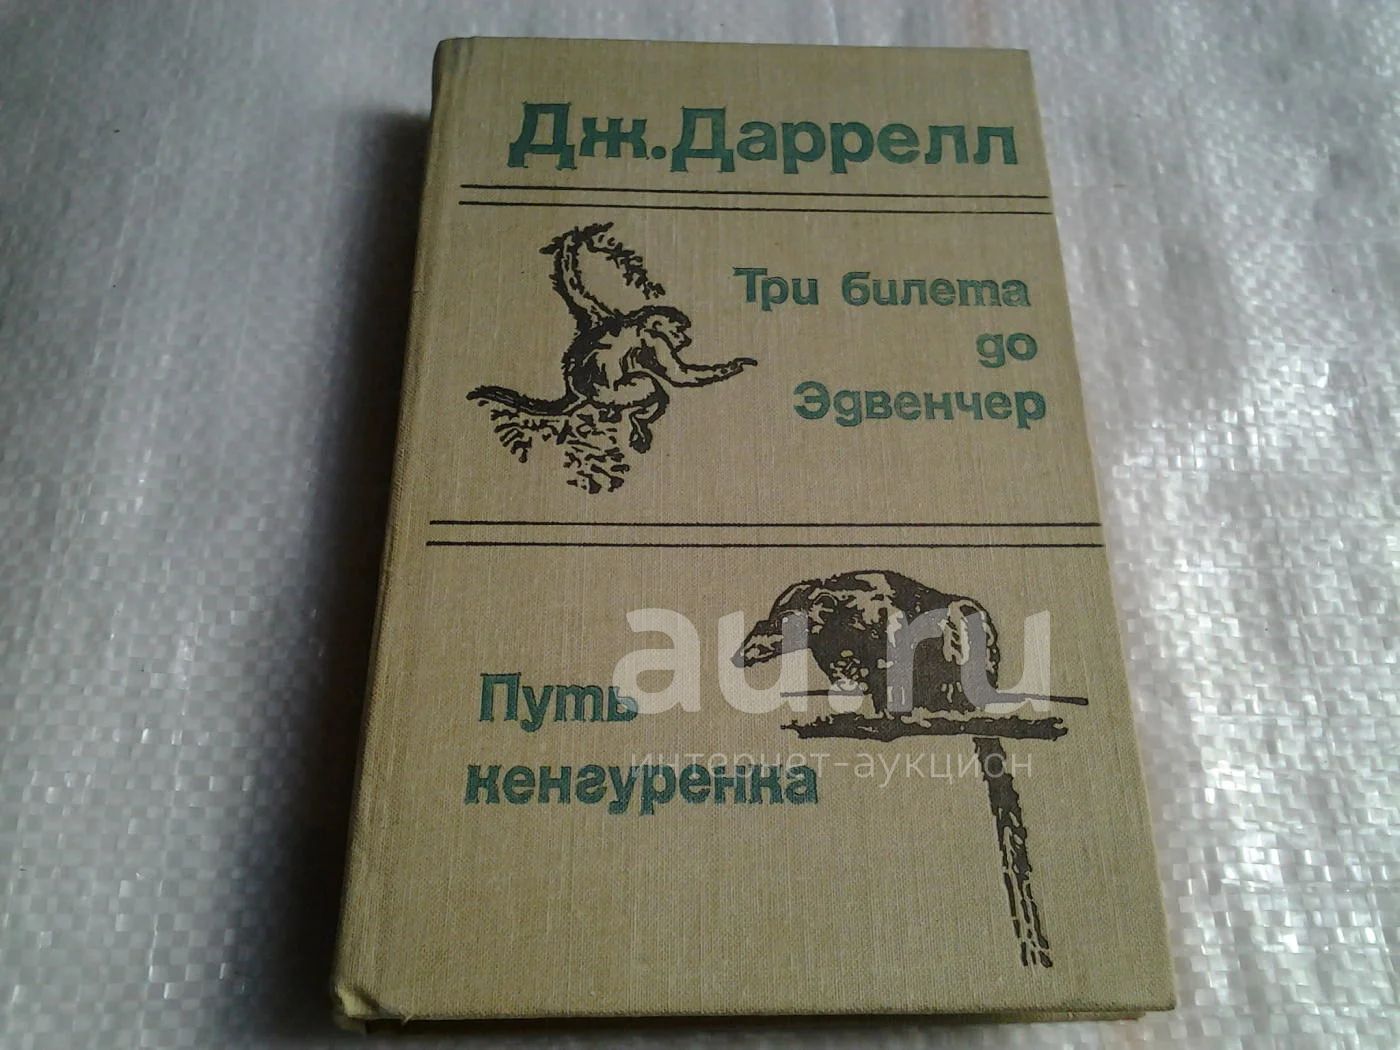 Дж. Даррелл
Три билета
до
Эдвенчер
Путь
кенгуренка
au.ru
интернет-аукцион